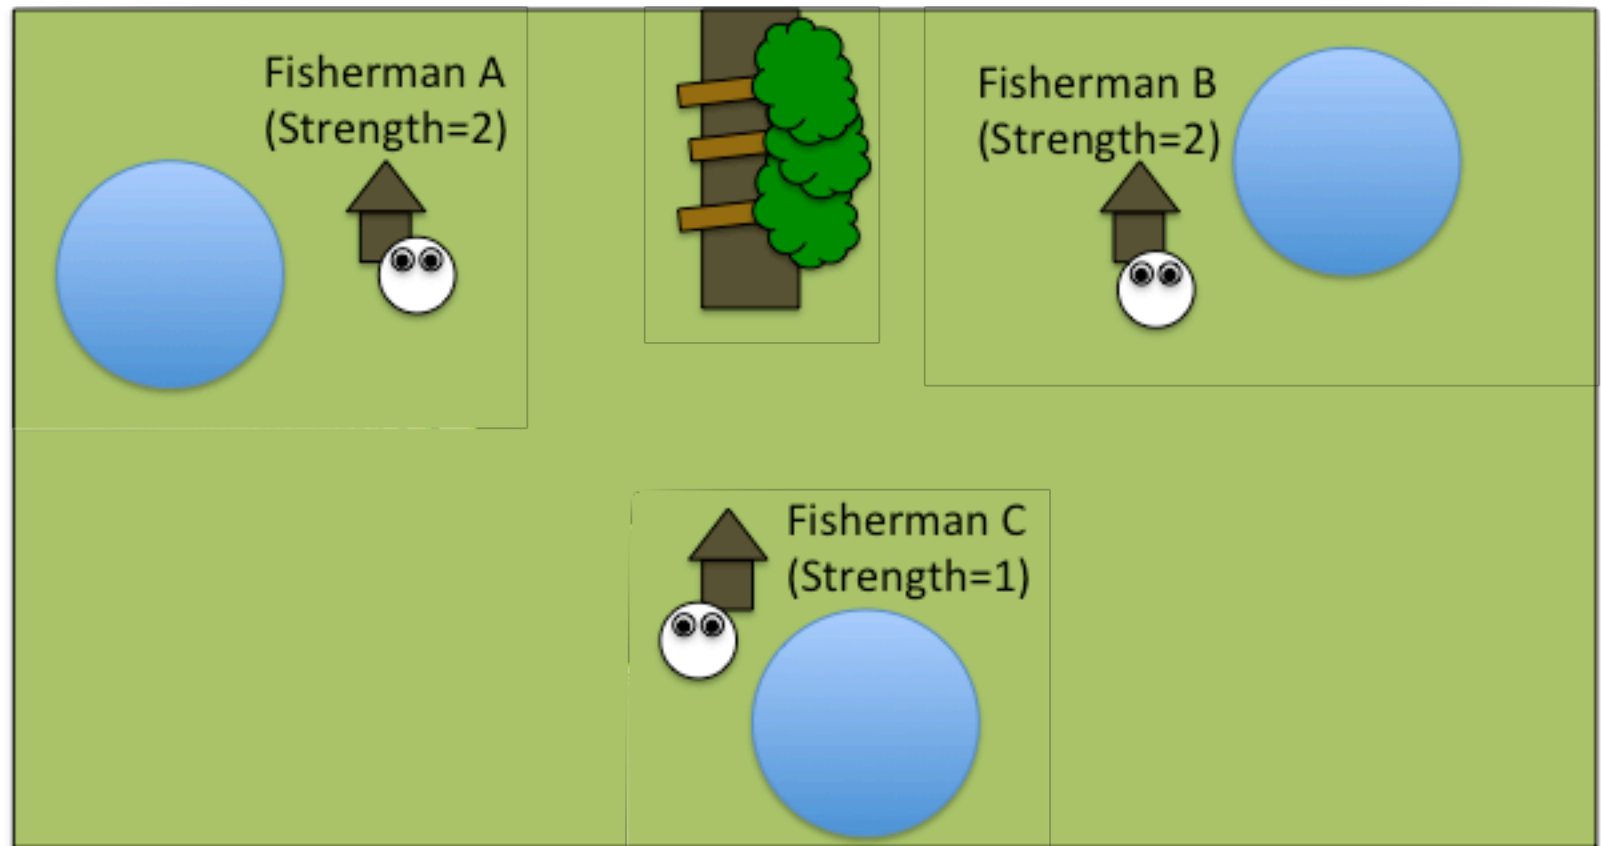 Fisherman A
(Strength=2)
Fisherman B
(Strength=2)
Fisherman C
(Strength=1)